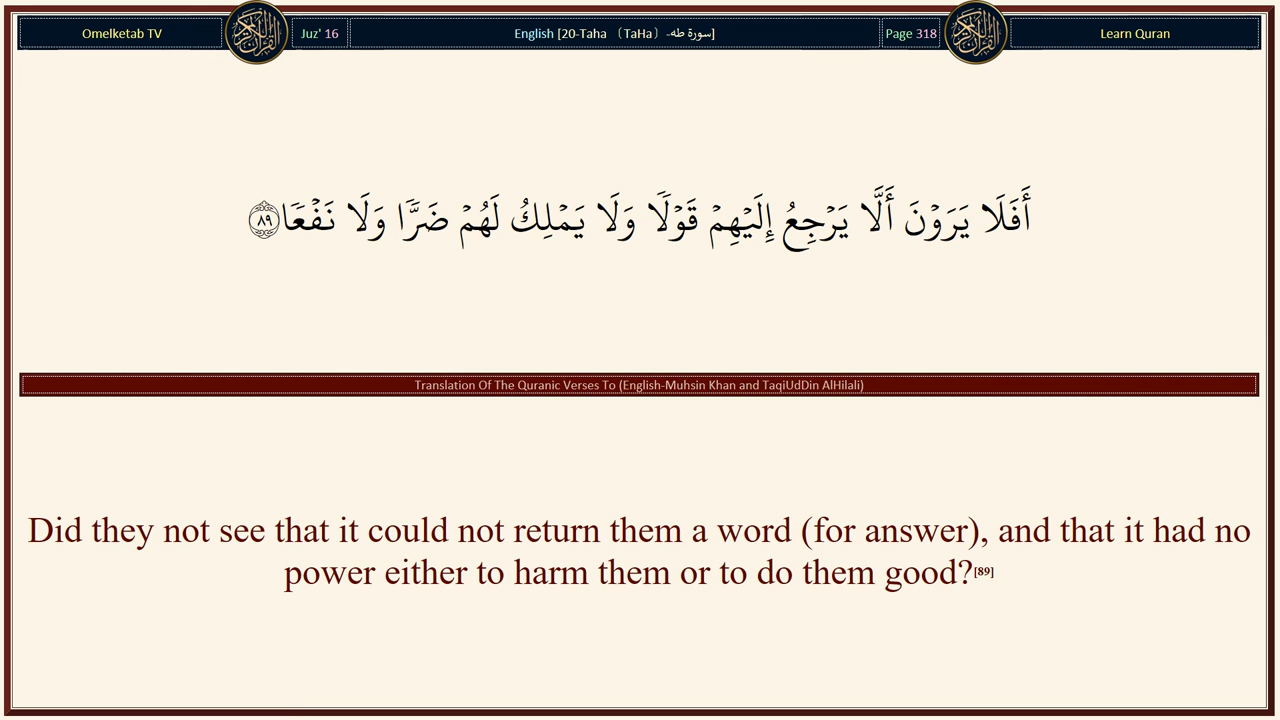 Omelketab TV
Juz' 16
English [20-Taha 〔TaHa〕-سورة طه]
Page 318
Learn Quran
أَفَلَا يَرَوۡنَ أَلَّا يَرۡجِعُ إِلَيۡهِمۡ قَوۡلٗا وَلَا يَمۡلِكُ لَهُمۡ ضَرّٗا وَلَا نَفۡعٗا ٨٩
Translation Of The Quranic Verses To (English-Muhsin Khan and TaqiUdDin AlHilali)
Did they not see that it could not return them a word (for answer), and that it had no
power either to harm them or to do them good?[89]